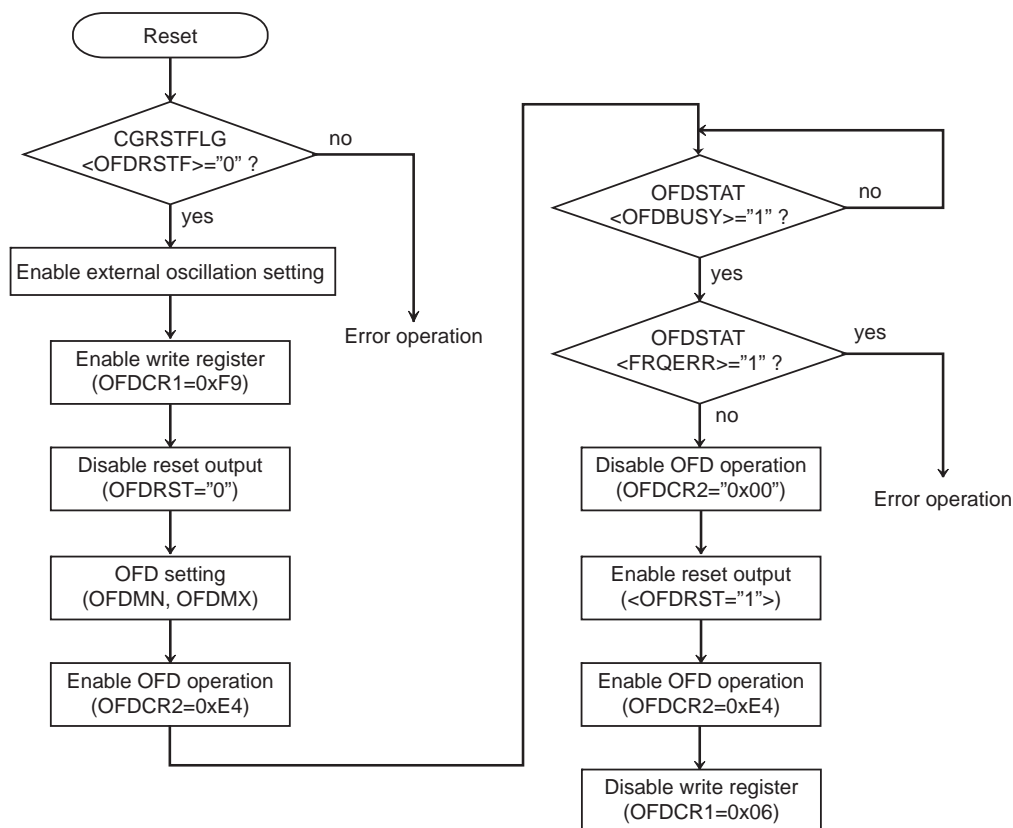 Reset
CGRSTFLG
<OFDRSTF>=”0” ?
no
yes
Enable external oscillation setting
Error operation
Enable write register
(OFDCR1=0xF9)
Disable reset output
(OFDRST=”0”)
OFD setting
(OFDMN, OFDMX)
Enable OFD operation
(OFDCR2=0xE4)
OFDSTAT
<OFDBUSY>=”1” ?
no
yes
OFDSTAT
<FRQERR>=”1” ?
yes
no
Disable OFD operation
(OFDCR2=”0x00”)
Error operation
Enable reset output
(<OFDRST=”1”>)
Enable OFD operation
(OFDCR2=0xE4)
Disable write register
(OFDCR1=0x06)